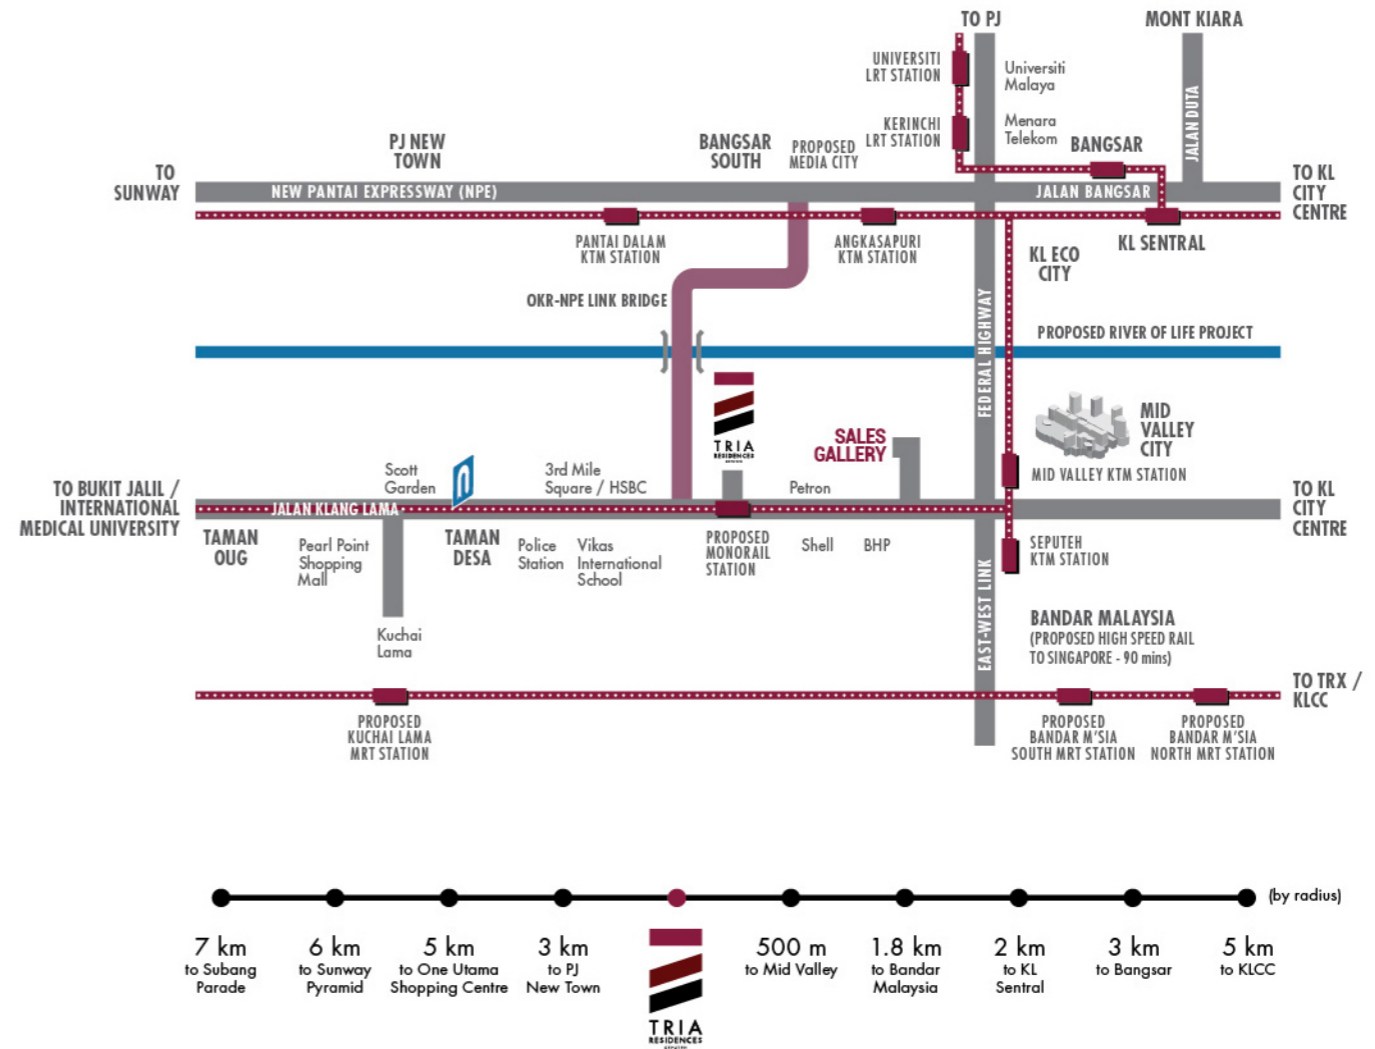 TO PJ
MONT KIARA
UNIVERSITI
LRT STATION
Universiti
Malaya
KERINCHI
LRT STATION
Menara
Telekom
BANGSAR
JALAN DUTA
PJ NEW
TOWN
BANGSAR
SOUTH
PROPOSED
MEDIA CITY
TO
SUNWAY
NEW PANTAI EXPRESSWAY (NPE)
JALAN BANGSAR
TO KL
CITY
CENTRE
PANTAI DALAM
KTM STATION
ANGKASAPURI
KTM STATION
KL ECO
CITY
KL SENTRAL
OKR-NPE LINK BRIDGE
FEDERAL HIGHWAY
PROPOSED RIVER OF LIFE PROJECT
TRIA
RESIDENCES
SALES
GALLERY
MID
VALLEY
CITY
MID VALLEY KTM STATION
Scott
Garden
3rd Mile
Square / HSBC
Petron
TO BUKIT JALIL /
INTERNATIONAL
MEDICAL UNIVERSITY
JALAN KLANG LAMA
TO KL
CITY
CENTRE
TAMAN
OUG
Pearl Point
Shopping
Mall
TAMAN
DESA
Police
Station
Vikas
International
School
PROPOSED
MONORAIL
STATION
Shell
BHP
SEPUTEH
KTM STATION
EAST-WEST LINK
Kuchai
Lama
BANDAR MALAYSIA
(PROPOSED HIGH SPEED RAIL
TO SINGAPORE - 90 mins)
TO TRX /
KLCC
PROPOSED
KUCHAI LAMA
MRT STATION
PROPOSED
BANDAR M'SIA
SOUTH MRT STATION
PROPOSED
BANDAR M'SIA
NORTH MRT STATION
(by radius)
7 km
to Subang
Parade
6 km
to Sunway
Pyramid
5 km
to One Utama
Shopping Centre
3 km
to PJ
New Town
TRIA
RESIDENCES
500 m
to Mid Valley
1.8 km
to Bandar
Malaysia
2 km
to KL
Sentral
3 km
to Bangsar
5 km
to KLCC